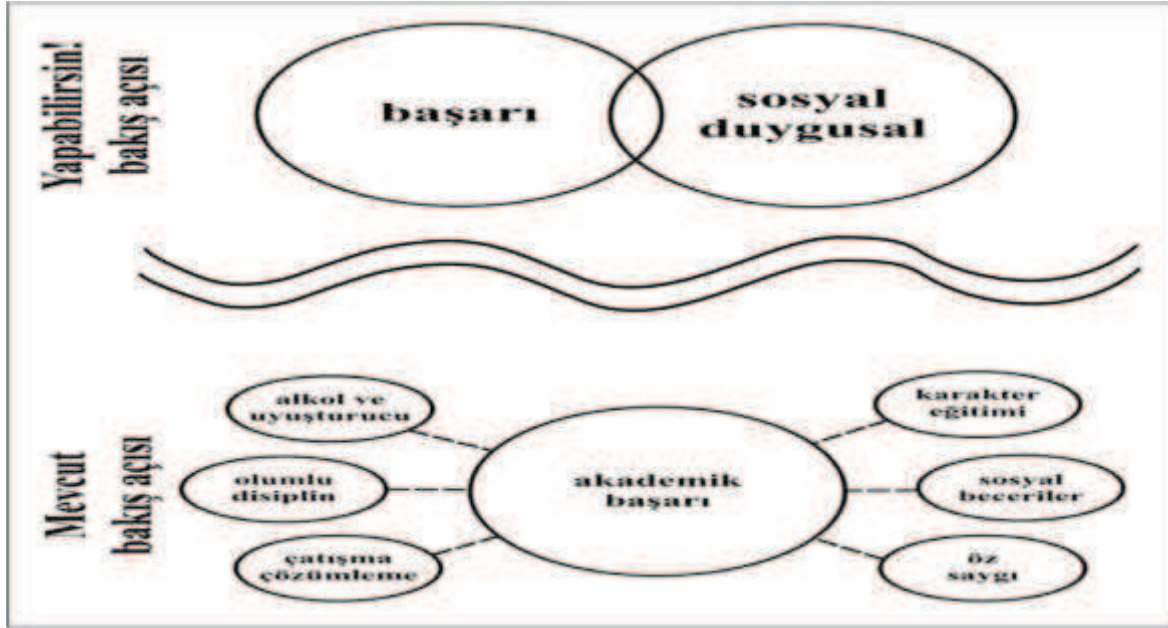 Yapabilirsin!
bakış açısı
başarı
sosyal
duygusal
Mevcut
bakış açısı
alkol ve
uyuşturucu
olumlu
disiplin
çatışma
çözümleme
akademik
başarı
karakter
eğitimi
sosyal
beceriler
öz
saygı